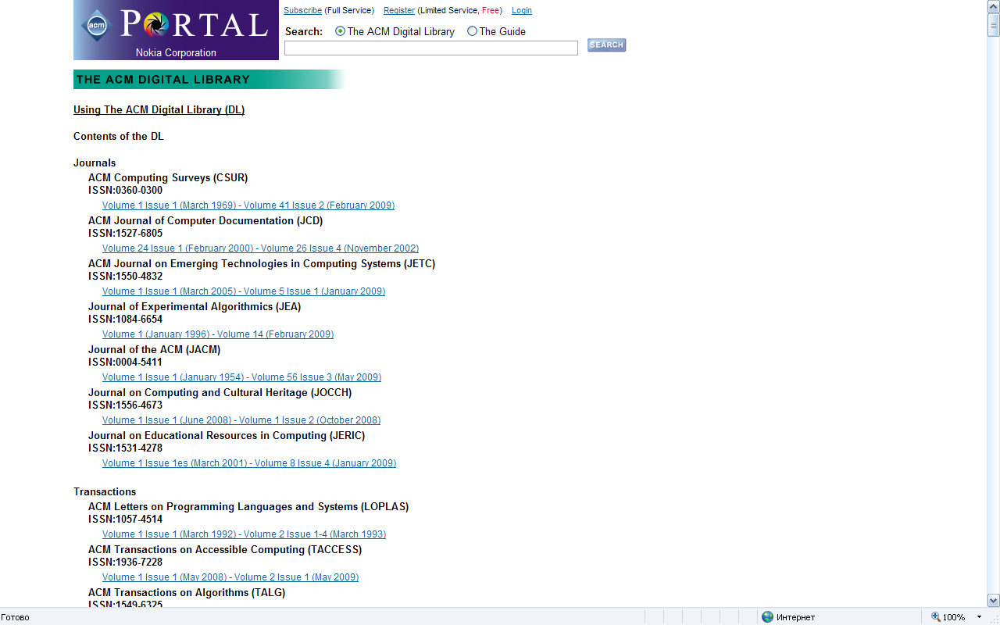 Subscribe (Full Service) Register (Limited Service, Free) Login
acm PORTAL
Nokia Corporation
Search: The ACM Digital Library The Guide
SEARCH
THE ACM DIGITAL LIBRARY
Using The ACM Digital Library (DL)
Contents of the DL
Journals
ACM Computing Surveys (CSUR)
ISSN:0360-0300
Volume 1 Issue 1 (March 1969) - Volume 41 Issue 2 (February 2009)
ACM Journal of Computer Documentation (JCD)
ISSN:1527-6805
Volume 24 Issue 1 (February 2000) - Volume 26 Issue 4 (November 2002)
ACM Journal on Emerging Technologies in Computing Systems (JETC)
ISSN:1550-4832
Volume 1 Issue 1 (March 2005) - Volume 5 Issue 1 (January 2009)
Journal of Experimental Algorithmics (JEA)
ISSN:1084-6654
Volume 1 (January 1996) - Volume 14 (February 2009)
Journal of the ACM (JACM)
ISSN:0004-5411
Volume 1 Issue 1 (January 1954) - Volume 56 Issue 3 (May 2009)
Journal on Computing and Cultural Heritage (JOCCH)
ISSN:1556-4673
Volume 1 Issue 1 (June 2008) - Volume 1 Issue 2 (October 2008)
Journal on Educational Resources in Computing (JERIC)
ISSN:1531-4278
Volume 1 Issue 1es (March 2001) - Volume 8 Issue 4 (January 2009)
Transactions
ACM Letters on Programming Languages and Systems (LOPLAS)
ISSN:1057-4514
Volume 1 Issue 1 (March 1992) - Volume 2 Issue 1-4 (March 1993)
ACM Transactions on Accessible Computing (TACCESS)
ISSN:1936-7228
Volume 1 Issue 1 (May 2008) - Volume 2 Issue 1 (May 2009)
ACM Transactions on Algorithms (TALG)
ISSN:1549-6325
Готово Интернет 100%